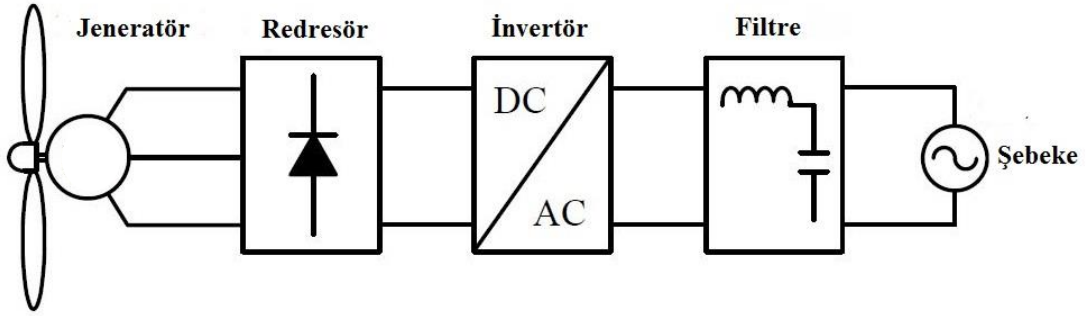 Jeneratör
Redresör
İnvertör
Filtre
DC
AC
Şebeke